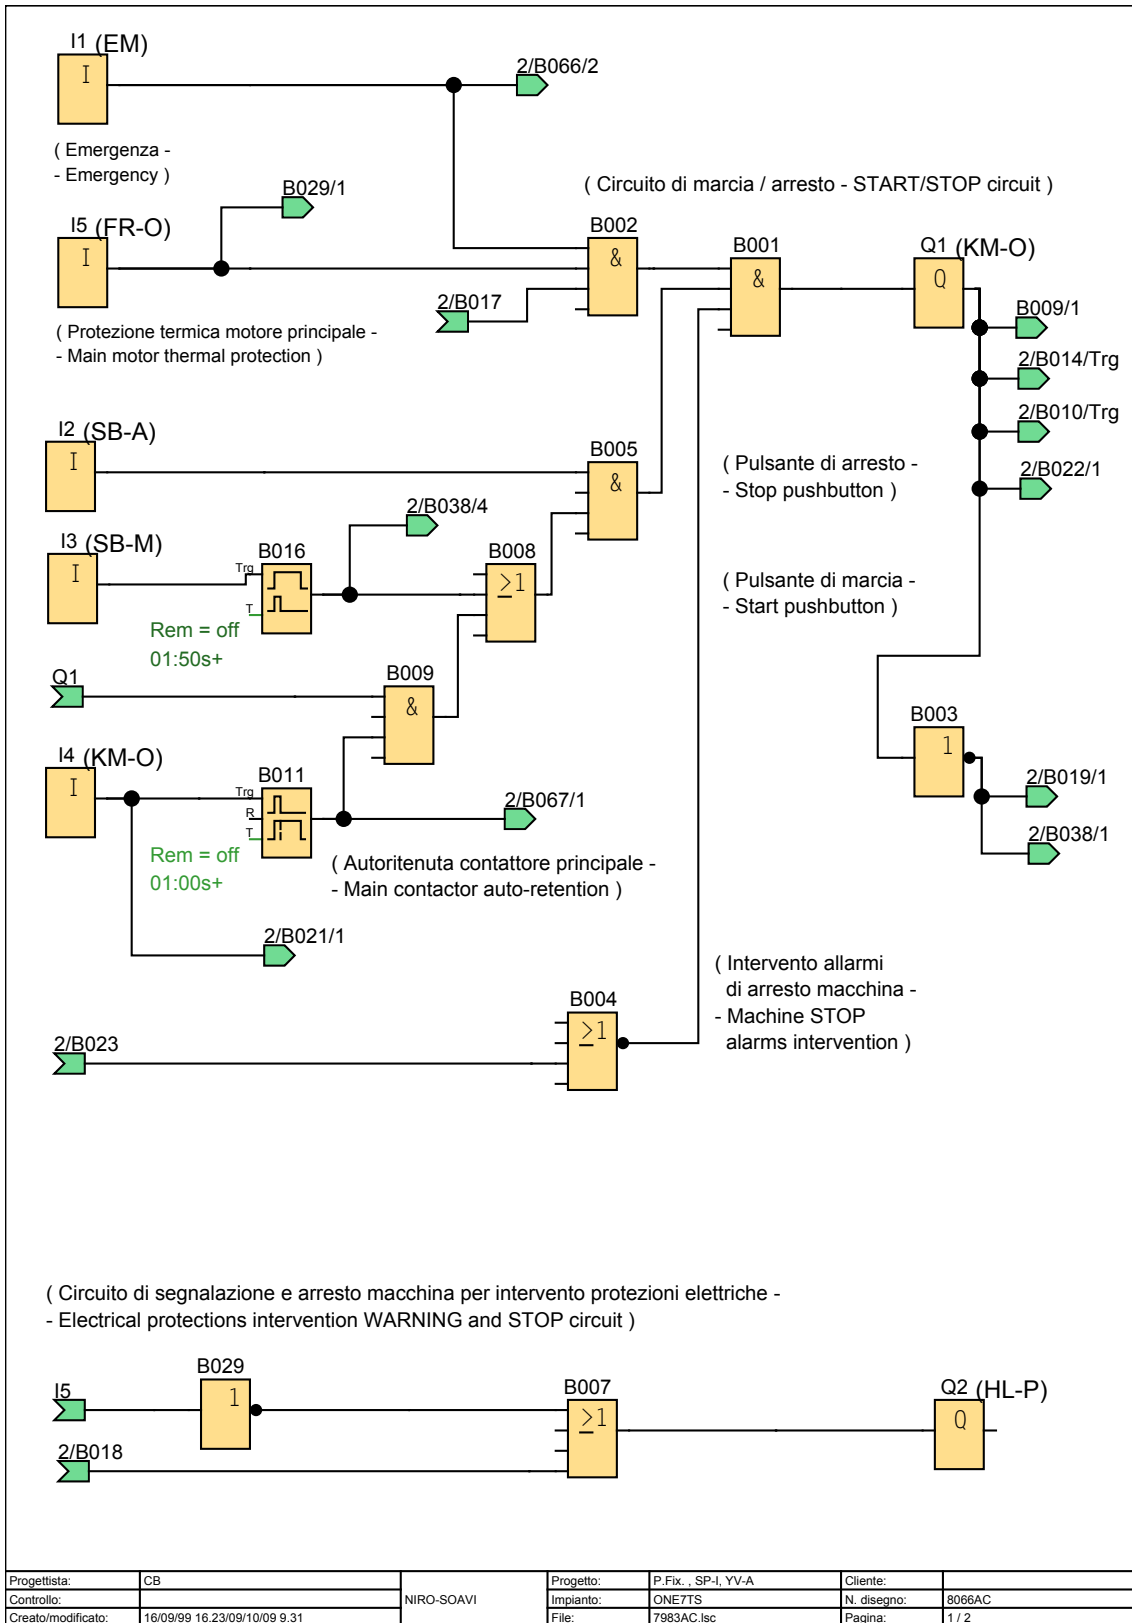 I1 (EM)
I
2/B066/2
( Emergenza -
- Emergency )
B029/1
( Circuito di marcia / arresto - START/STOP circuit )
I5 (FR-O)
I
B002
&
B001
&
Q1 (KM-O)
Q
2/B017
B009/1
( Protezione termica motore principale -
- Main motor thermal protection )
2/B014/Trg
2/B010/Trg
I2 (SB-A)
I
B005
&
( Pulsante di arresto -
- Stop pushbutton )
2/B022/1
2/B038/4
I3 (SB-M)
I
B016
Trg
T
B008
>1
( Pulsante di marcia -
- Start pushbutton )
Rem = off
01:50s+
Q1
B009
&
B003
1
I4 (KM-O)
I
B011
Trg
R
T
2/B067/1
2/B019/1
2/B038/1
Rem = off
01:00s+
( Autoritenuta contattore principale -
- Main contactor auto-retention )
2/B021/1
( Intervento allarmi
di arresto macchina -
- Machine STOP
alarms intervention )
B004
>1
2/B023
( Circuito di segnalazione e arresto macchina per intervento protezioni elettriche -
- Electrical protections intervention WARNING and STOP circuit )
B029
1
I5
B007
>1
Q2 (HL-P)
Q
2/B018
Progettista: CB NIRO-SOAVI Progetto: P.Fix. , SP-I, YV-A Cliente:
Controllo: Impianto: ONE7TS N. disegno: 8066AC
Creato/modificato: 16/09/99 16.23/09/10/09 9.31 File: 7983AC.lsc Pagina: 1 / 2